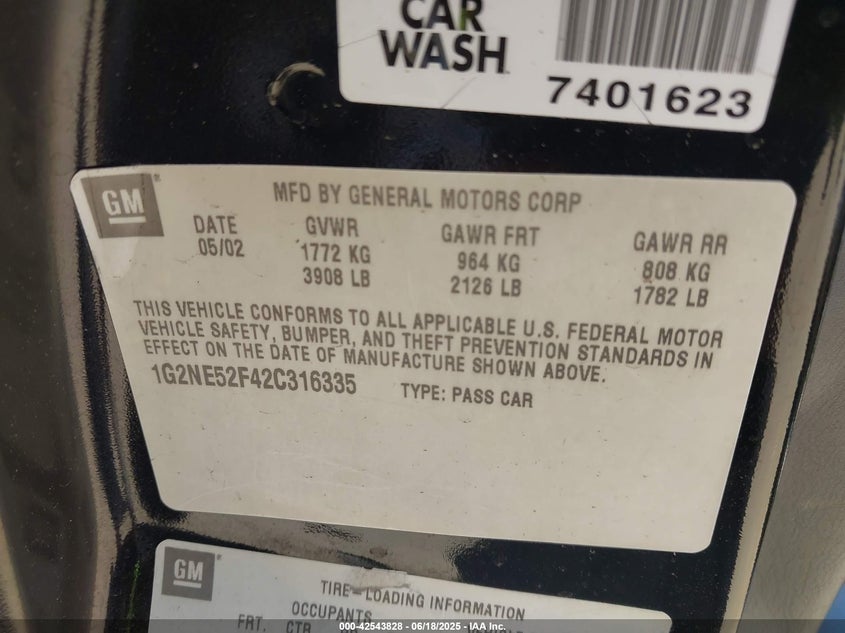 CAR
WASH
7401623
GM
MFD BY GENERAL MOTORS CORP
DATE GVWR GAWR FRT GAWR RR
05/02 1772 KG 964 KG 808 KG
3908 LB 2126 LB 1782 LB
THIS VEHICLE CONFORMS TO ALL APPLICABLE U.S. FEDERAL MOTOR
VEHICLE SAFETY, BUMPER, AND THEFT PREVENTION STANDARDS IN
EFFECT ON THE DATE OF MANUFACTURE SHOWN ABOVE.
1G2NE52F42C316335 TYPE: PASS CAR
GM
TIRE-LOADING INFORMATION
OCCUPANTS
FRT. CTR.
000-42543828 - 06/18/2025 - IAA Inc.